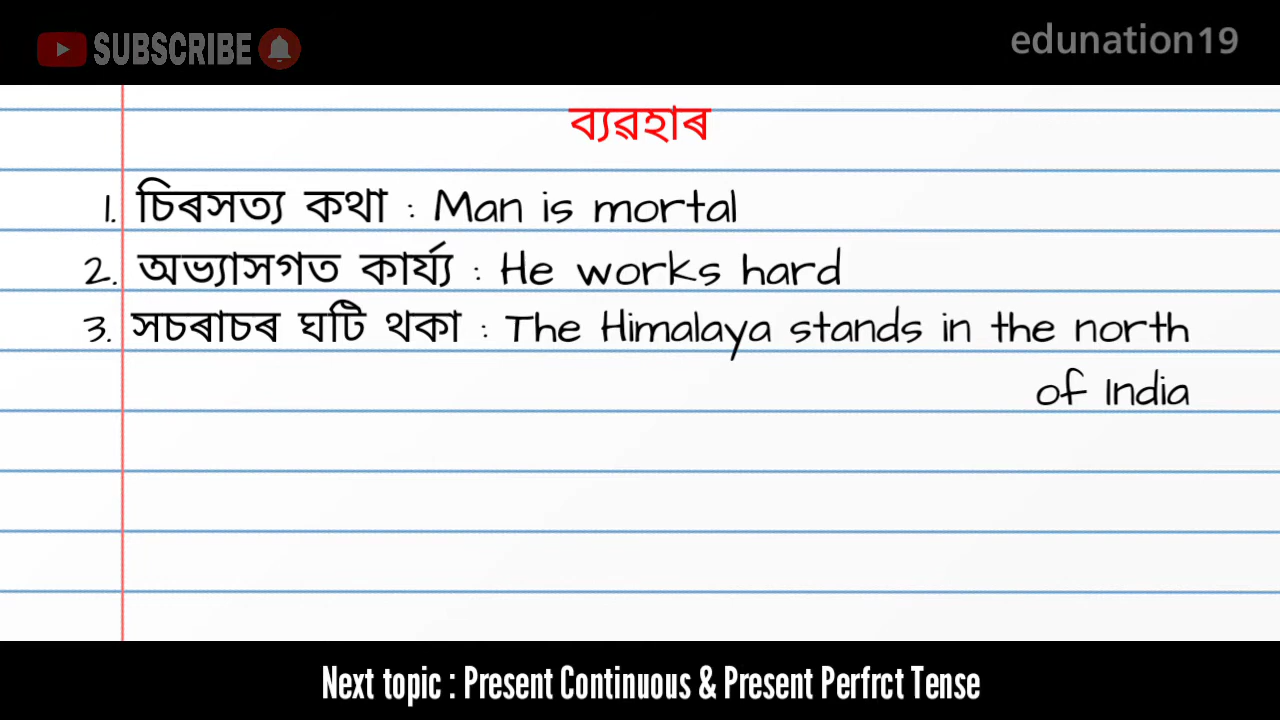 SUBSCRIBE
edunation19
ব্যৱহাৰ
1. চিৰসত্য কথা : Man is mortal
2. অভ্যাসগত কাৰ্য্য : He works hard
3. সচৰাচৰ ঘটি থকা : The Himalaya stands in the north
of India
Next topic : Present Continuous & Present Perfrct Tense